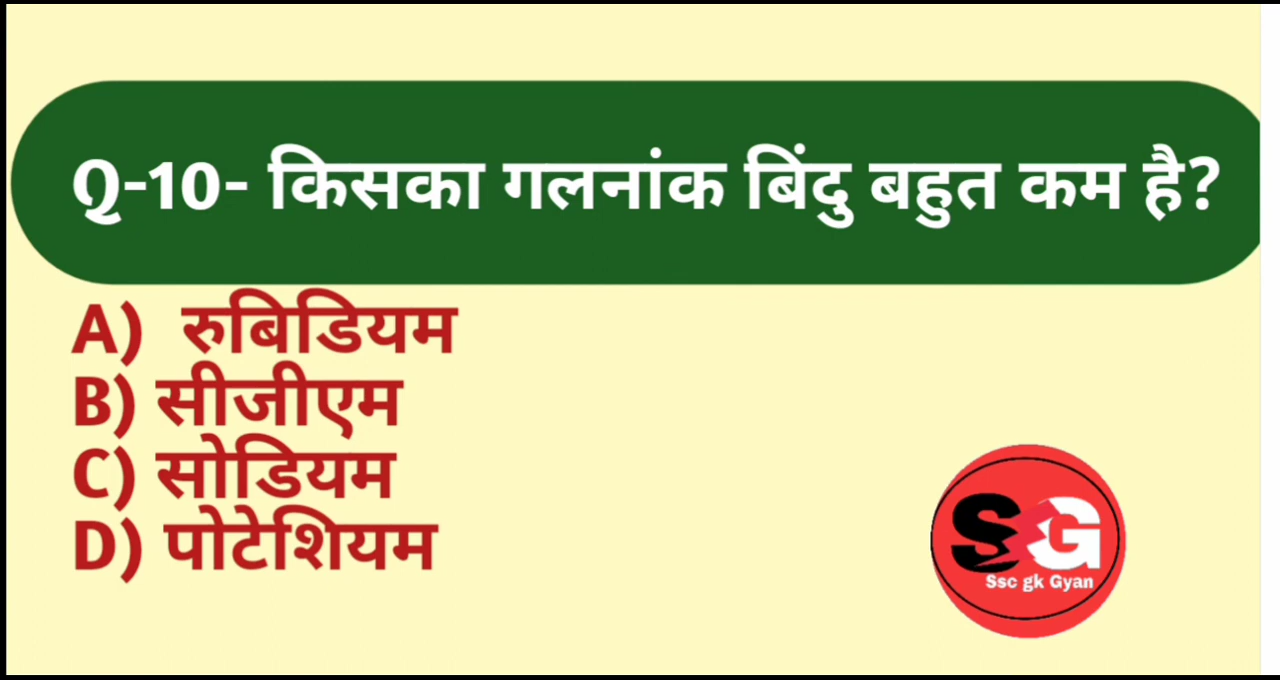 Q-10- किसका गलनांक बिंदु बहुत कम है?
A) रुबिडियम
B) सीजीएम
C) सोडियम
D) पोटेशियम
SG
Ssc gk Gyan